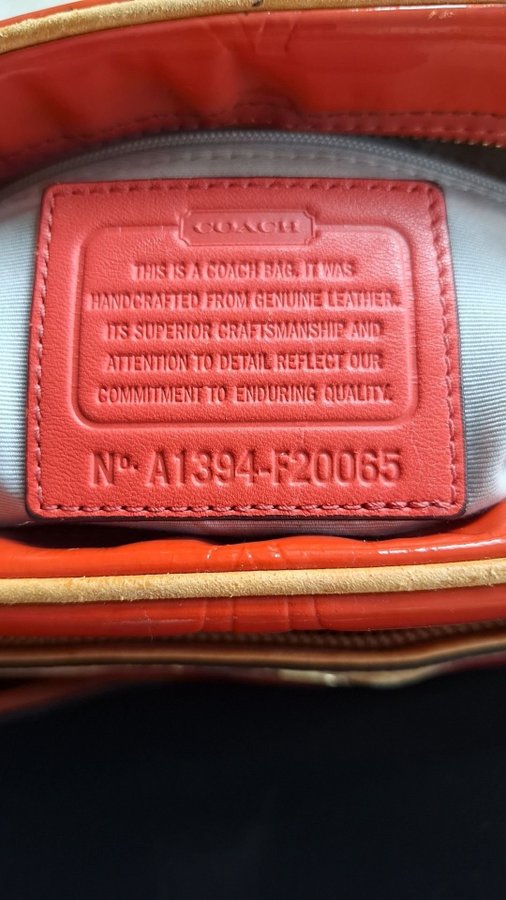 COACH
THIS IS A COACH BAG. IT WAS
HANDCRAFTED FROM GENUINE LEATHER.
ITS SUPERIOR CRAFTSMANSHIP AND
ATTENTION TO DETAIL REFLECT OUR
COMMITMENT TO ENDURING QUALITY.
No. A1394-F20065